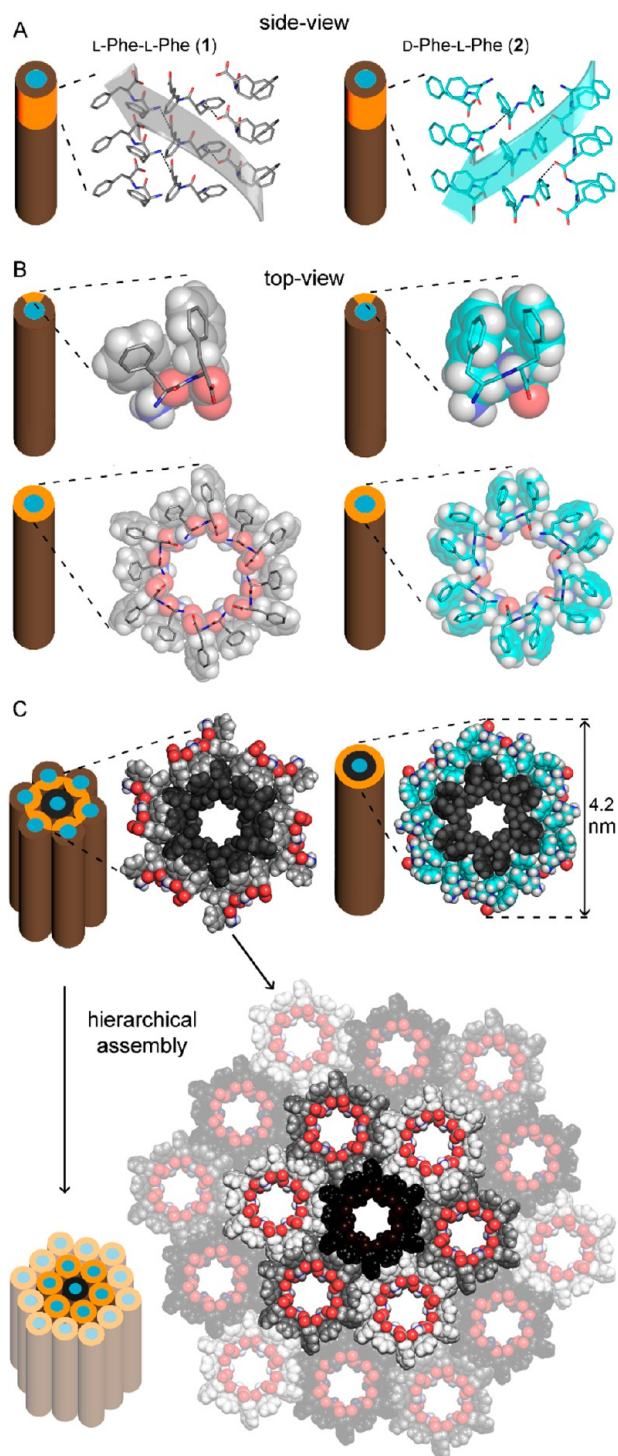 A
side-view
L-Phe-L-Phe (1)
D-Phe-L-Phe (2)
B
top-view
C
4.2
nm
hierarchical
assembly